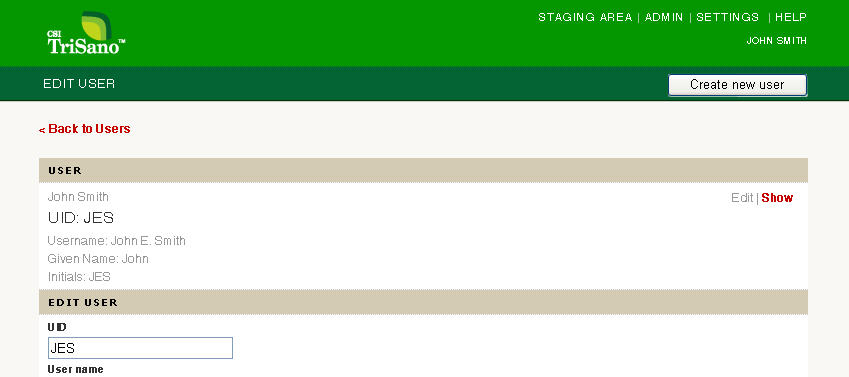 STAGING AREA | ADMIN | SETTINGS | HELP
CSI
TriSano™
JOHN SMITH
EDIT USER
Create new user
< Back to Users
USER
John Smith
Edit | Show
UID: JES
Username: John E. Smith
Given Name: John
Initials: JES
EDIT USER
UID
JES
User name